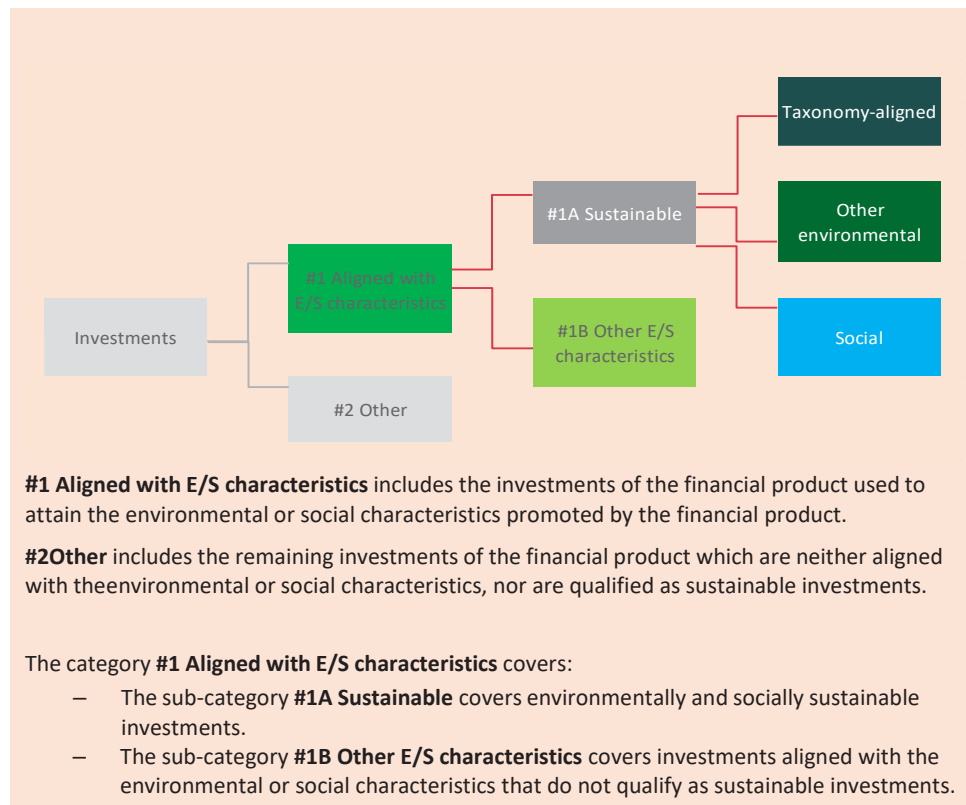 Taxonomy-aligned
#1A Sustainable
Other
environmental
#1 Aligned with
E/S characteristics
Investments
#1B Other E/S
characteristics
Social
#2 Other
#1 Aligned with E/S characteristics includes the investments of the financial product used to
attain the environmental or social characteristics promoted by the financial product.
#2Other includes the remaining investments of the financial product which are neither aligned
with theenvironmental or social characteristics, nor are qualified as sustainable investments.
The category #1 Aligned with E/S characteristics covers:
– The sub-category #1A Sustainable covers environmentally and socially sustainable
investments.
– The sub-category #1B Other E/S characteristics covers investments aligned with the
environmental or social characteristics that do not qualify as sustainable investments.